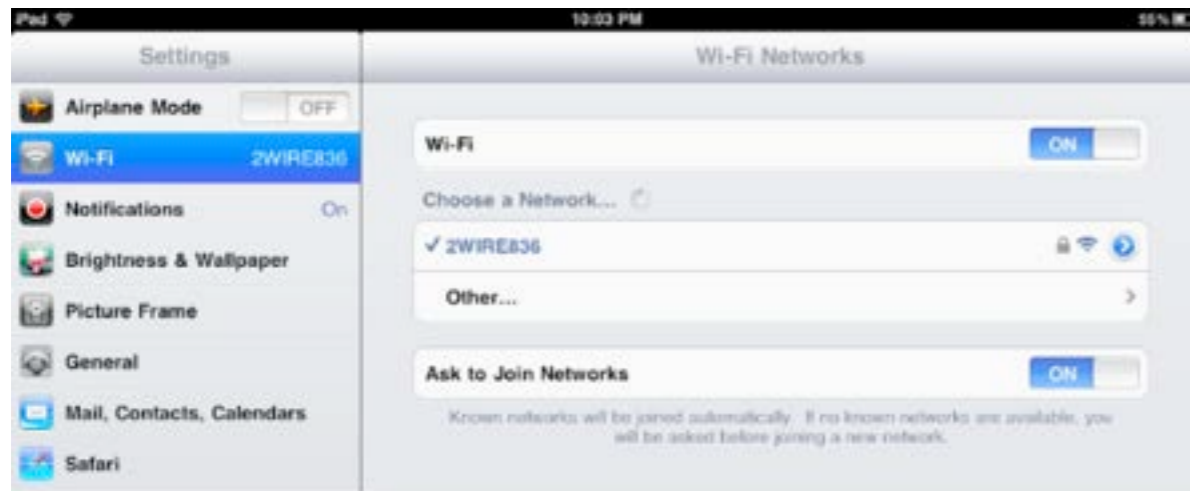 iPad 10:03 PM 55%
Settings
Airplane Mode OFF
Wi-Fi 2WIRE836
Notifications On
Brightness & Wallpaper
Picture Frame
General
Mail, Contacts, Calendars
Safari
Wi-Fi Networks
Wi-Fi ON
Choose a Network...
2WIRE836
Other...
Ask to Join Networks ON
Known networks will be joined automatically. If no known networks are available, you
will be asked before joining a new network.